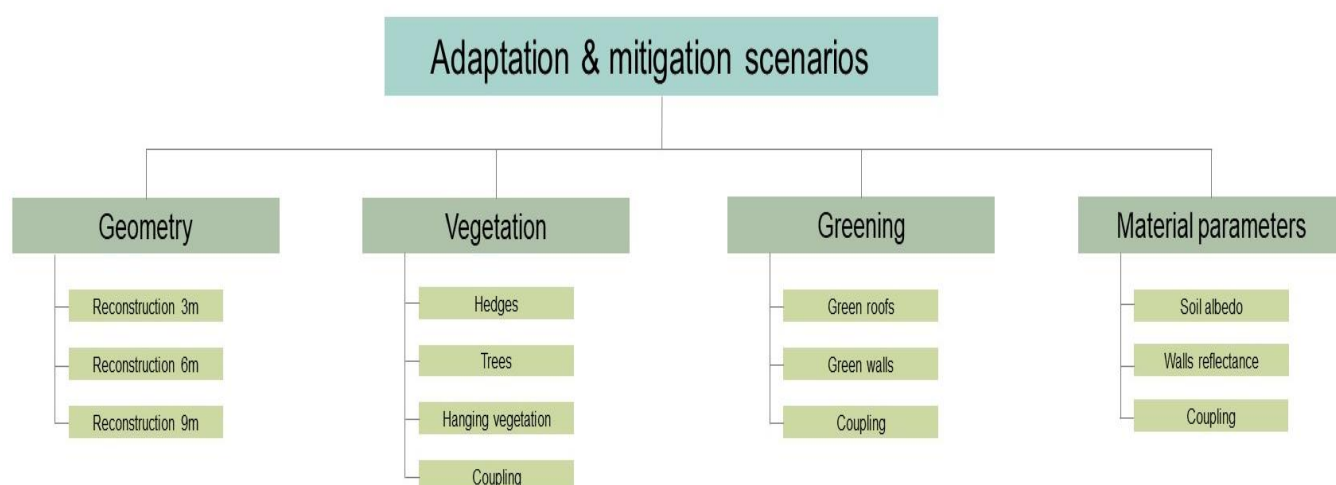 Adaptation & mitigation scenarios
Geometry
Reconstruction 3m
Reconstruction 6m
Reconstruction 9m
Vegetation
Hedges
Trees
Hanging vegetation
Coupling
Greening
Green roofs
Green walls
Coupling
Material parameters
Soil albedo
Walls reflectance
Coupling